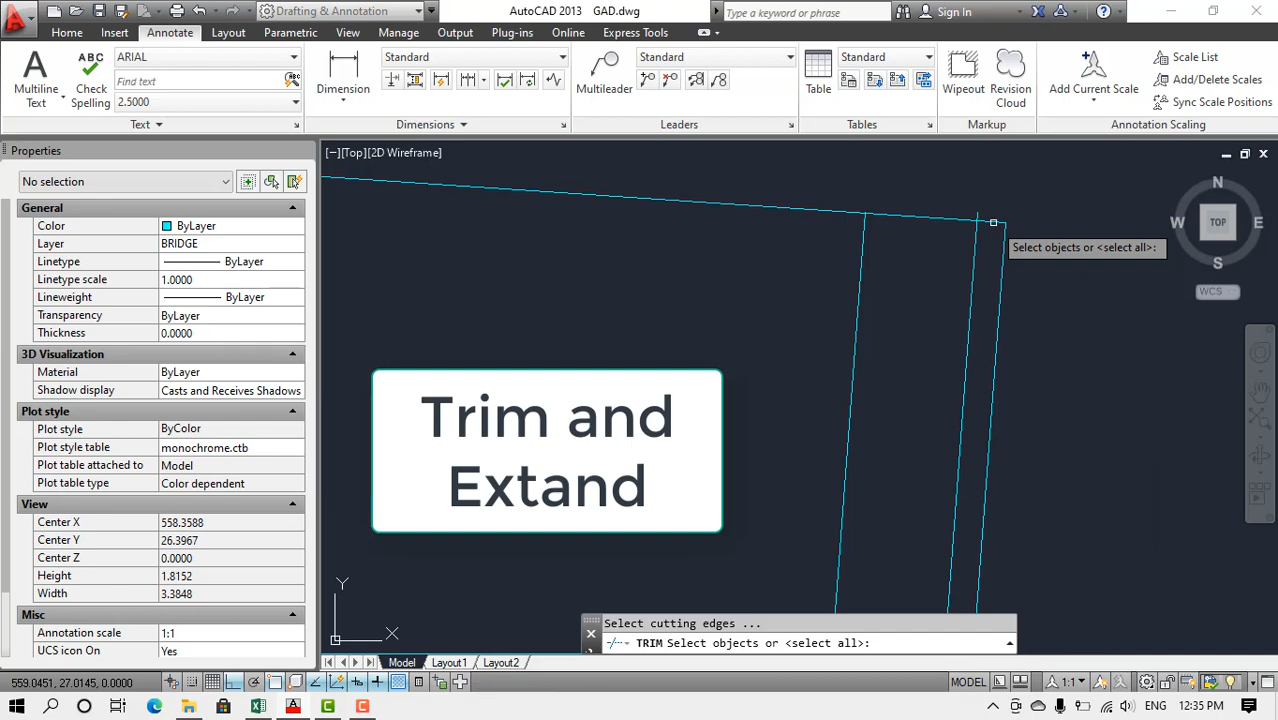 Drafting & Annotation
AutoCAD 2013 GAD.dwg
Type a keyword or phrase
Sign In
Home Insert Annotate Layout Parametric View Manage Output Plug-ins Online Express Tools
A
Multiline
Text
ABC
Check
Spelling
ARIAL
Find text
2.5000
Text
Dimension
Standard
Dimensions
Multileader
Standard
Leaders
Table
Standard
Tables
Wipeout
Revision
Cloud
Markup
Add Current Scale
Scale List
Add/Delete Scales
Sync Scale Positions
Annotation Scaling
Properties
No selection
General
Color ByLayer
Layer BRIDGE
Linetype ByLayer
Linetype scale 1.0000
Lineweight ByLayer
Transparency ByLayer
Thickness 0.0000
3D Visualization
Material ByLayer
Shadow display Casts and Receives Shadows
Plot style
Plot style ByColor
Plot style table monochrome.ctb
Plot table attached to Model
Plot table type Color dependent
View
Center X 558.3588
Center Y 26.3967
Center Z 0.0000
Height 1.8152
Width 3.3848
Misc
Annotation scale 1:1
UCS icon On Yes
[−][Top][2D Wireframe]
N
W TOP E
S
WCS
Select objects or <select all>:
Trim and
Extand
Y
X
Select cutting edges ...
TRIM Select objects or <select all>:
Model Layout1 Layout2
559.0451, 27.0145, 0.0000
MODEL
1:1
ENG 12:35 PM